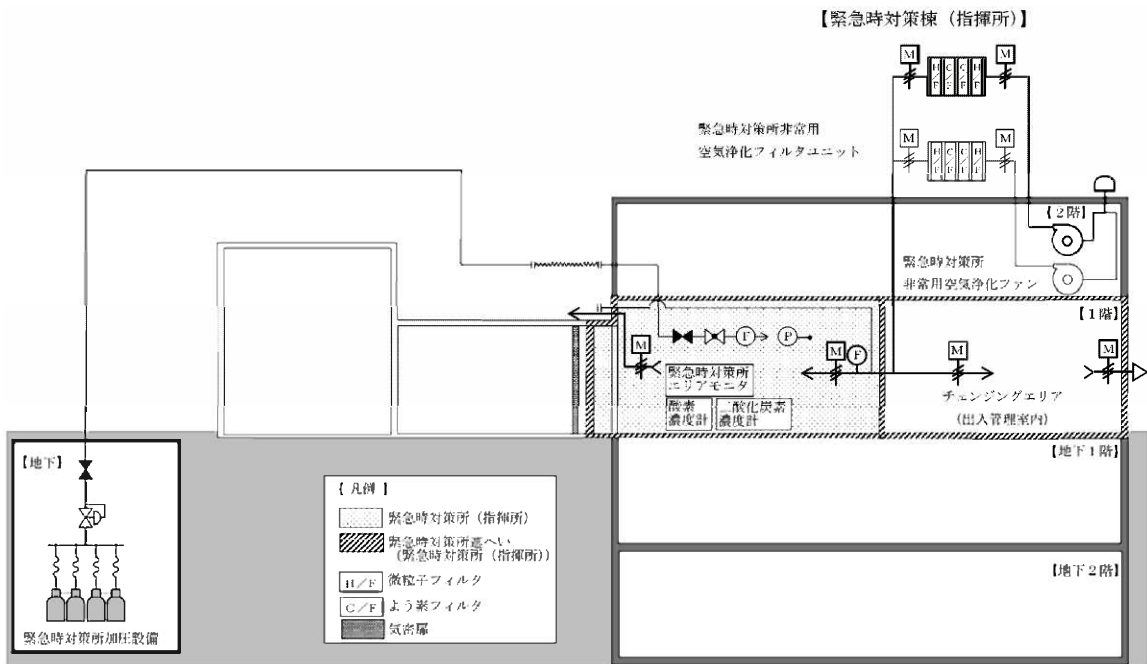 【緊急時対策棟（指揮所）】
M
M
H/F
C/F
C/F
H/F
緊急時対策所非常用
空気浄化フィルタユニット
M
M
H/F
C/F
C/F
H/F
【2階】
緊急時対策所
非常用空気浄化ファン
【1階】
M
F
P
M
F
M
M
緊急時対策所
エリアモニタ
酸素
濃度計
二酸化炭素
濃度計
チェンジングエリア
（出入管理室内）
【地下1階】
【地下2階】
【地下】
緊急時対策所加圧設備
【凡例】
緊急時対策所（指揮所）
緊急時対策所遮へい
（緊急時対策所（指揮所））
H/F
微粒子フィルタ
C/F
よう素フィルタ
気密扉